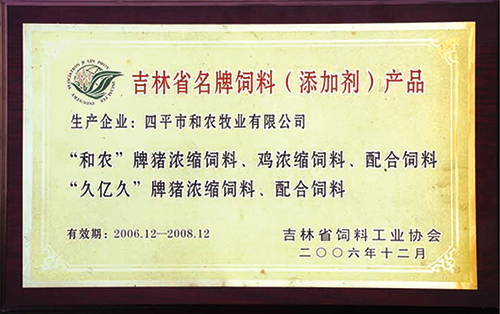 吉林省名牌饲料（添加剂）产品
生产企业：四平市和农牧业有限公司
“和农”牌猪浓缩饲料、鸡浓缩饲料、配合饲料
“久亿久”牌猪浓缩饲料、配合饲料
有效期：2006.12—2008.12
吉林省饲料工业协会
二〇〇六年十二月